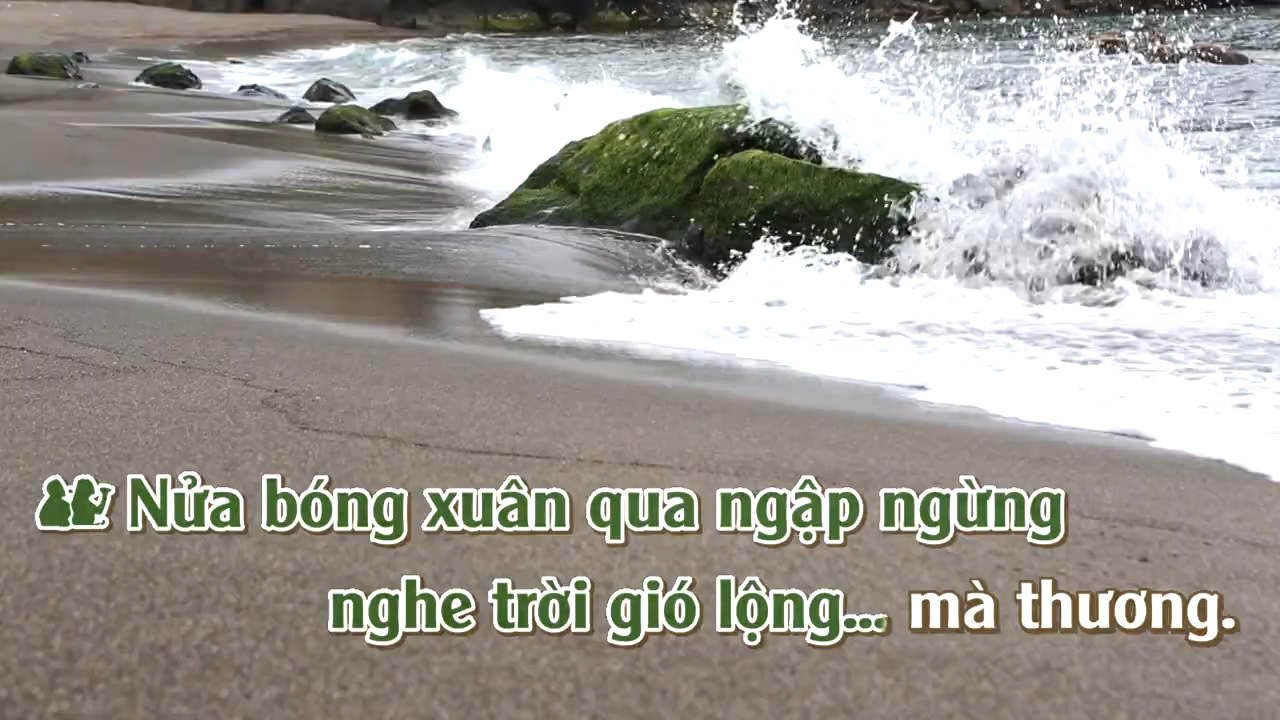 Nửa bóng xuân qua ngập ngừng
nghe trời gió lộng... mà thương.